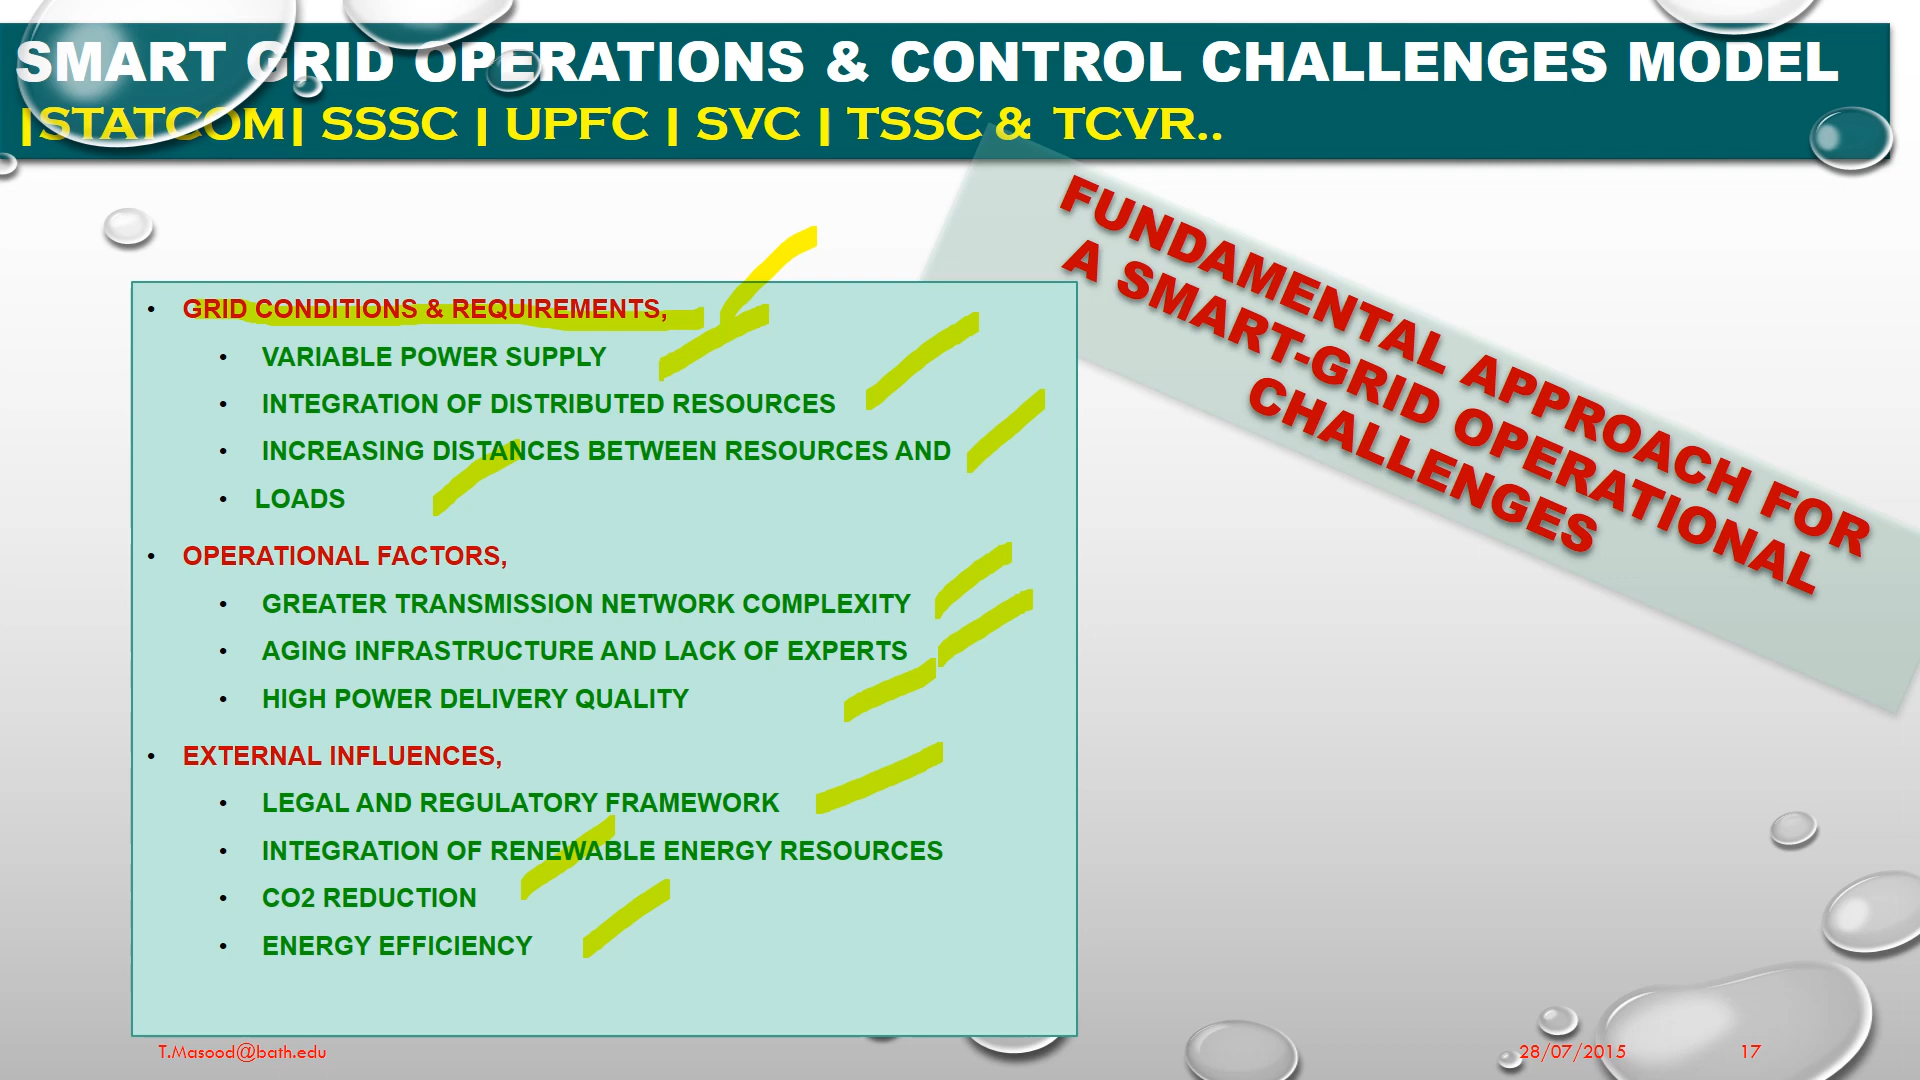 SMART GRID OPERATIONS & CONTROL CHALLENGES MODEL
|STATCOM| SSSC | UPFC | SVC | TSSC & TCVR..
FUNDAMENTAL APPROACH FOR
A SMART-GRID OPERATIONAL
CHALLENGES
• GRID CONDITIONS & REQUIREMENTS,
• VARIABLE POWER SUPPLY
• INTEGRATION OF DISTRIBUTED RESOURCES
• INCREASING DISTANCES BETWEEN RESOURCES AND
• LOADS
• OPERATIONAL FACTORS,
• GREATER TRANSMISSION NETWORK COMPLEXITY
• AGING INFRASTRUCTURE AND LACK OF EXPERTS
• HIGH POWER DELIVERY QUALITY
• EXTERNAL INFLUENCES,
• LEGAL AND REGULATORY FRAMEWORK
• INTEGRATION OF RENEWABLE ENERGY RESOURCES
• CO2 REDUCTION
• ENERGY EFFICIENCY
T.Masood@bath.edu
28/07/2015
17